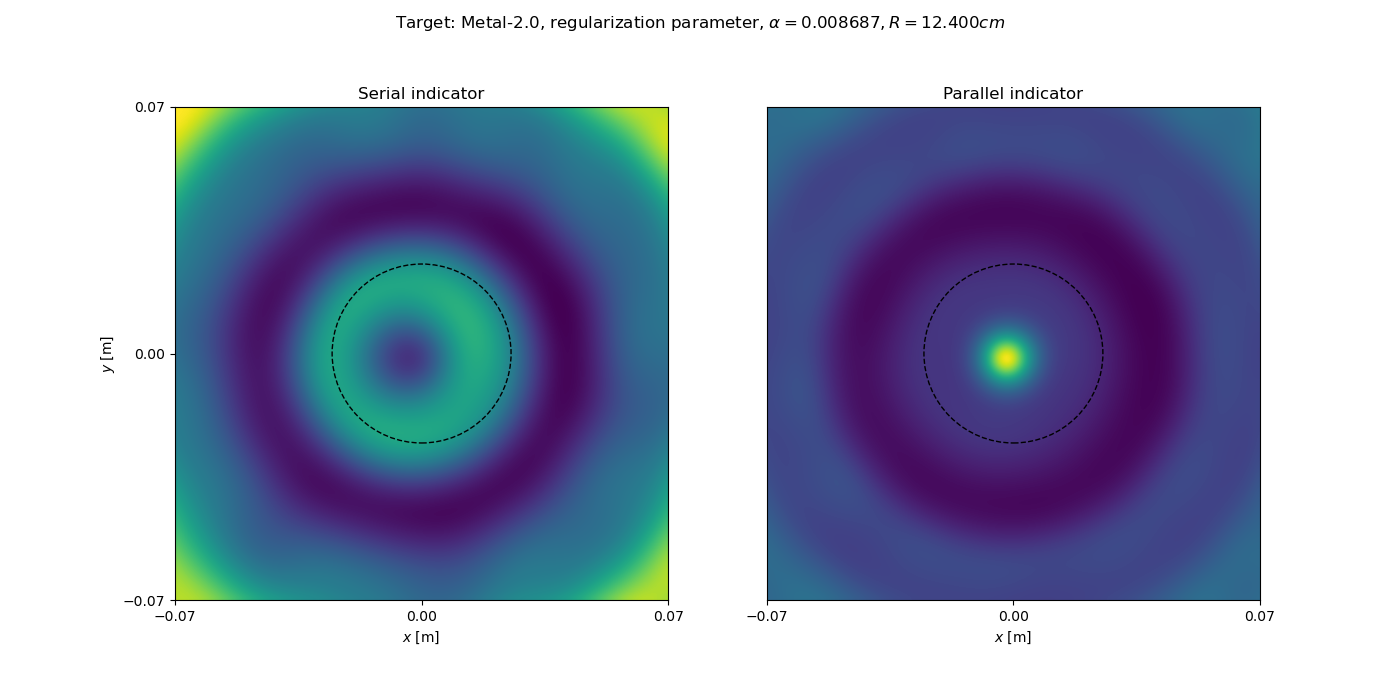 Target: Metal-2.0, regularization parameter, α = 0.008687, R = 12.400cm
Serial indicator
Parallel indicator
0.07
0.00
−0.07
y [m]
−0.07
0.00
0.07
x [m]
−0.07
0.00
0.07
x [m]